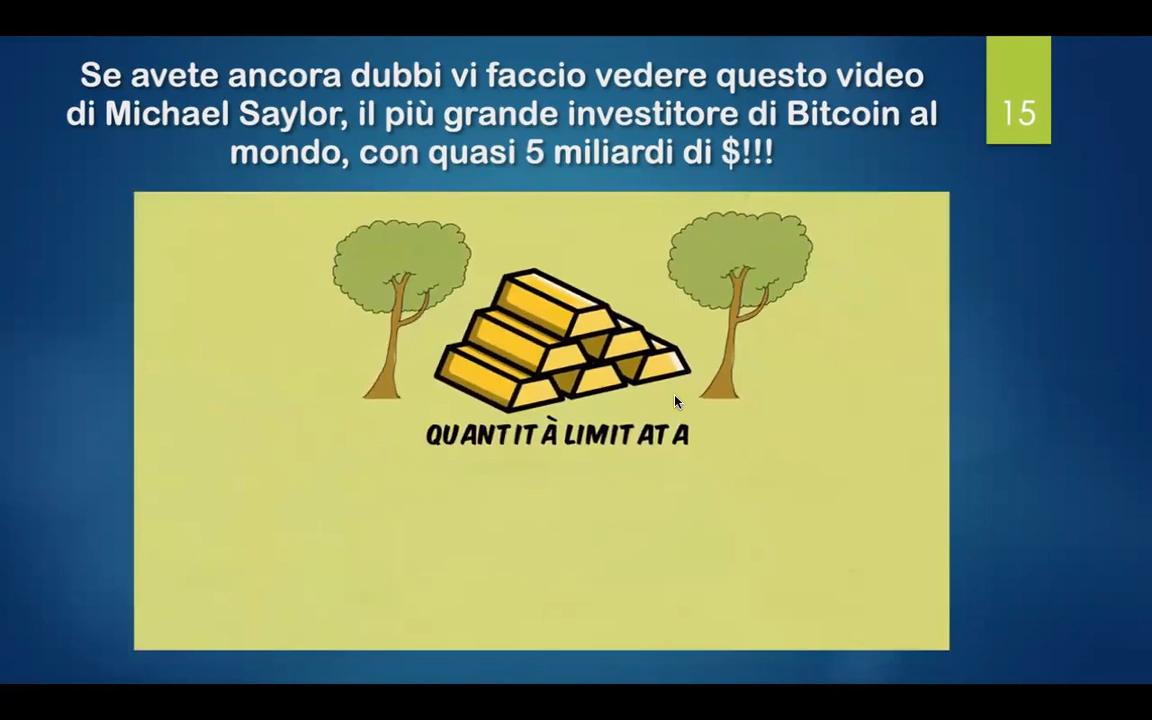 Se avete ancora dubbi vi faccio vedere questo video
di Michael Saylor, il più grande investitore di Bitcoin al
mondo, con quasi 5 miliardi di $!!!
15
QUANTITÀ LIMITATA